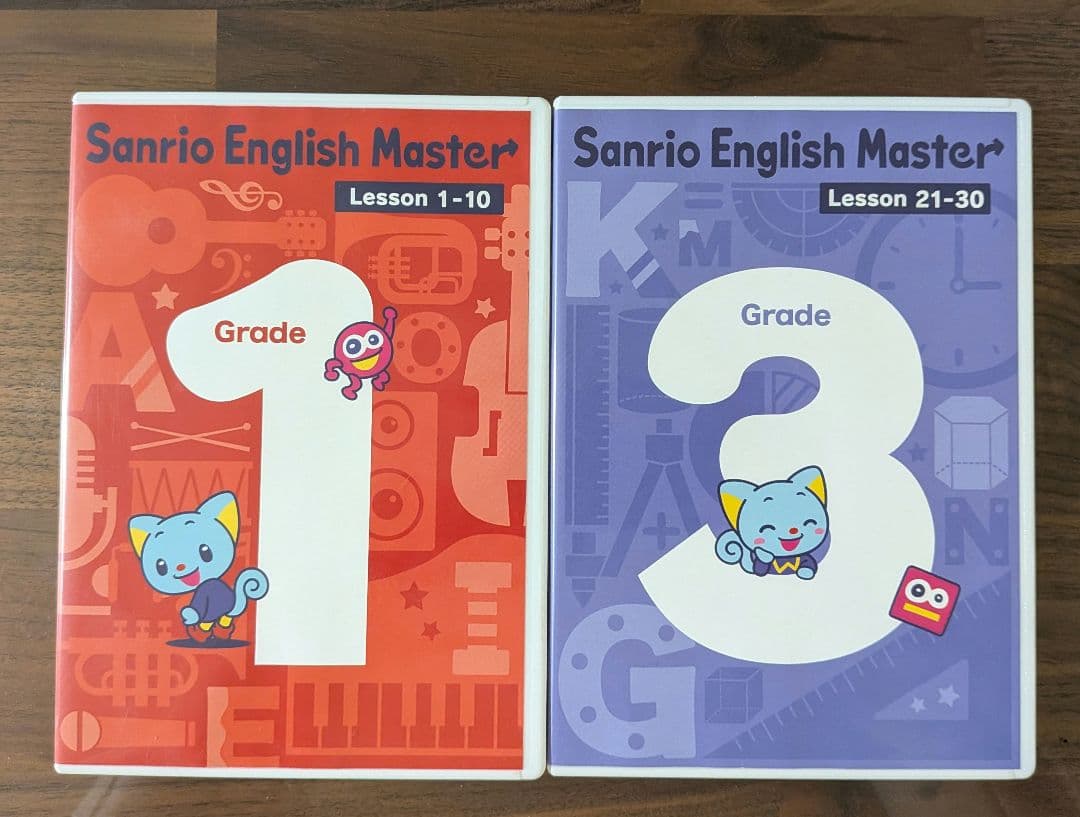 Sanrio English Master
Lesson 1-10
Grade
1
A
E
Sanrio English Master
Lesson 21-30
K
M
Grade
3
W
N
G